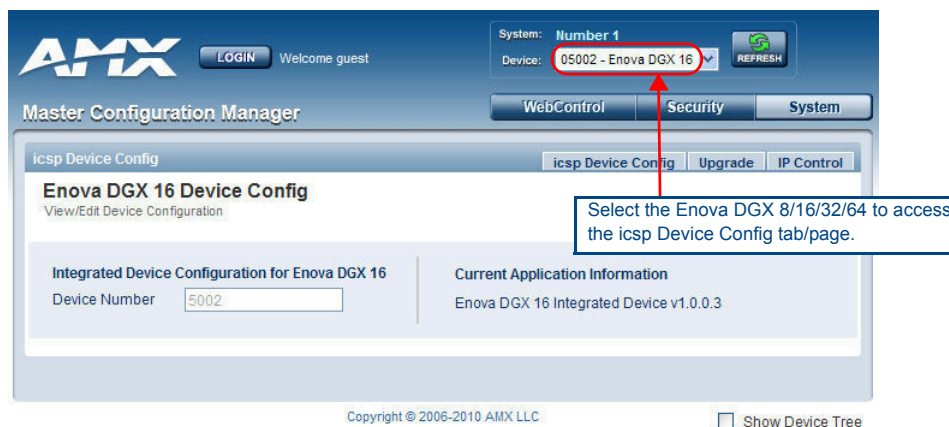 AMX LOGIN Welcome guest
System: Number 1
Device: 05002 - Enova DGX 16
REFRESH
Master Configuration Manager
WebControl Security System
icsp Device Config
icsp Device Config Upgrade IP Control
Enova DGX 16 Device Config
View/Edit Device Configuration
Select the Enova DGX 8/16/32/64 to access
the icsp Device Config tab/page.
Integrated Device Configuration for Enova DGX 16
Device Number 5002
Current Application Information
Enova DGX 16 Integrated Device v1.0.0.3
Copyright © 2006-2010 AMX LLC
Show Device Tree